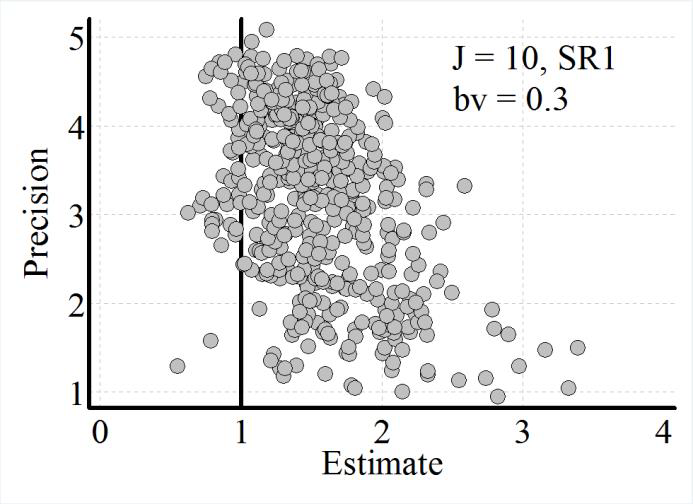 J = 10, SR1
bv = 0.3
Precision
5
4
3
2
1
0 1 2 3 4
Estimate